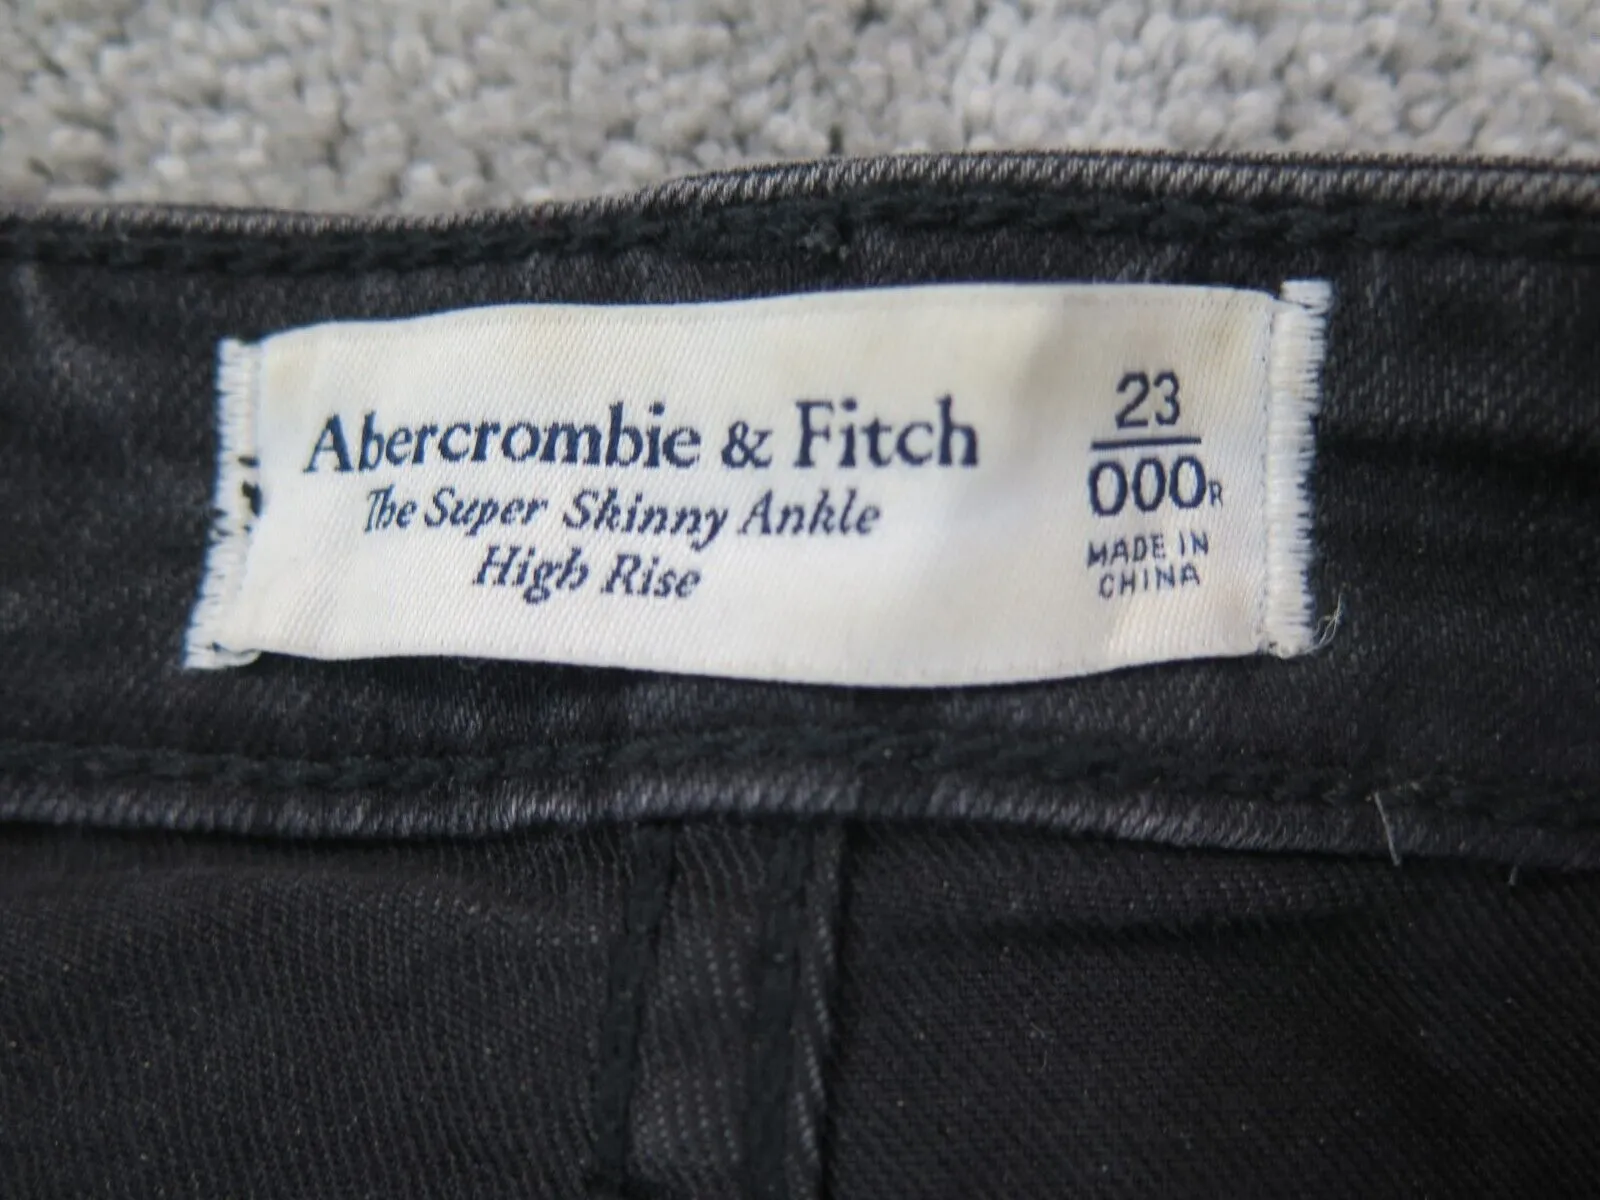 Abercrombie & Fitch
The Super Skinny Ankle
High Rise
23
000R
MADE IN
CHINA